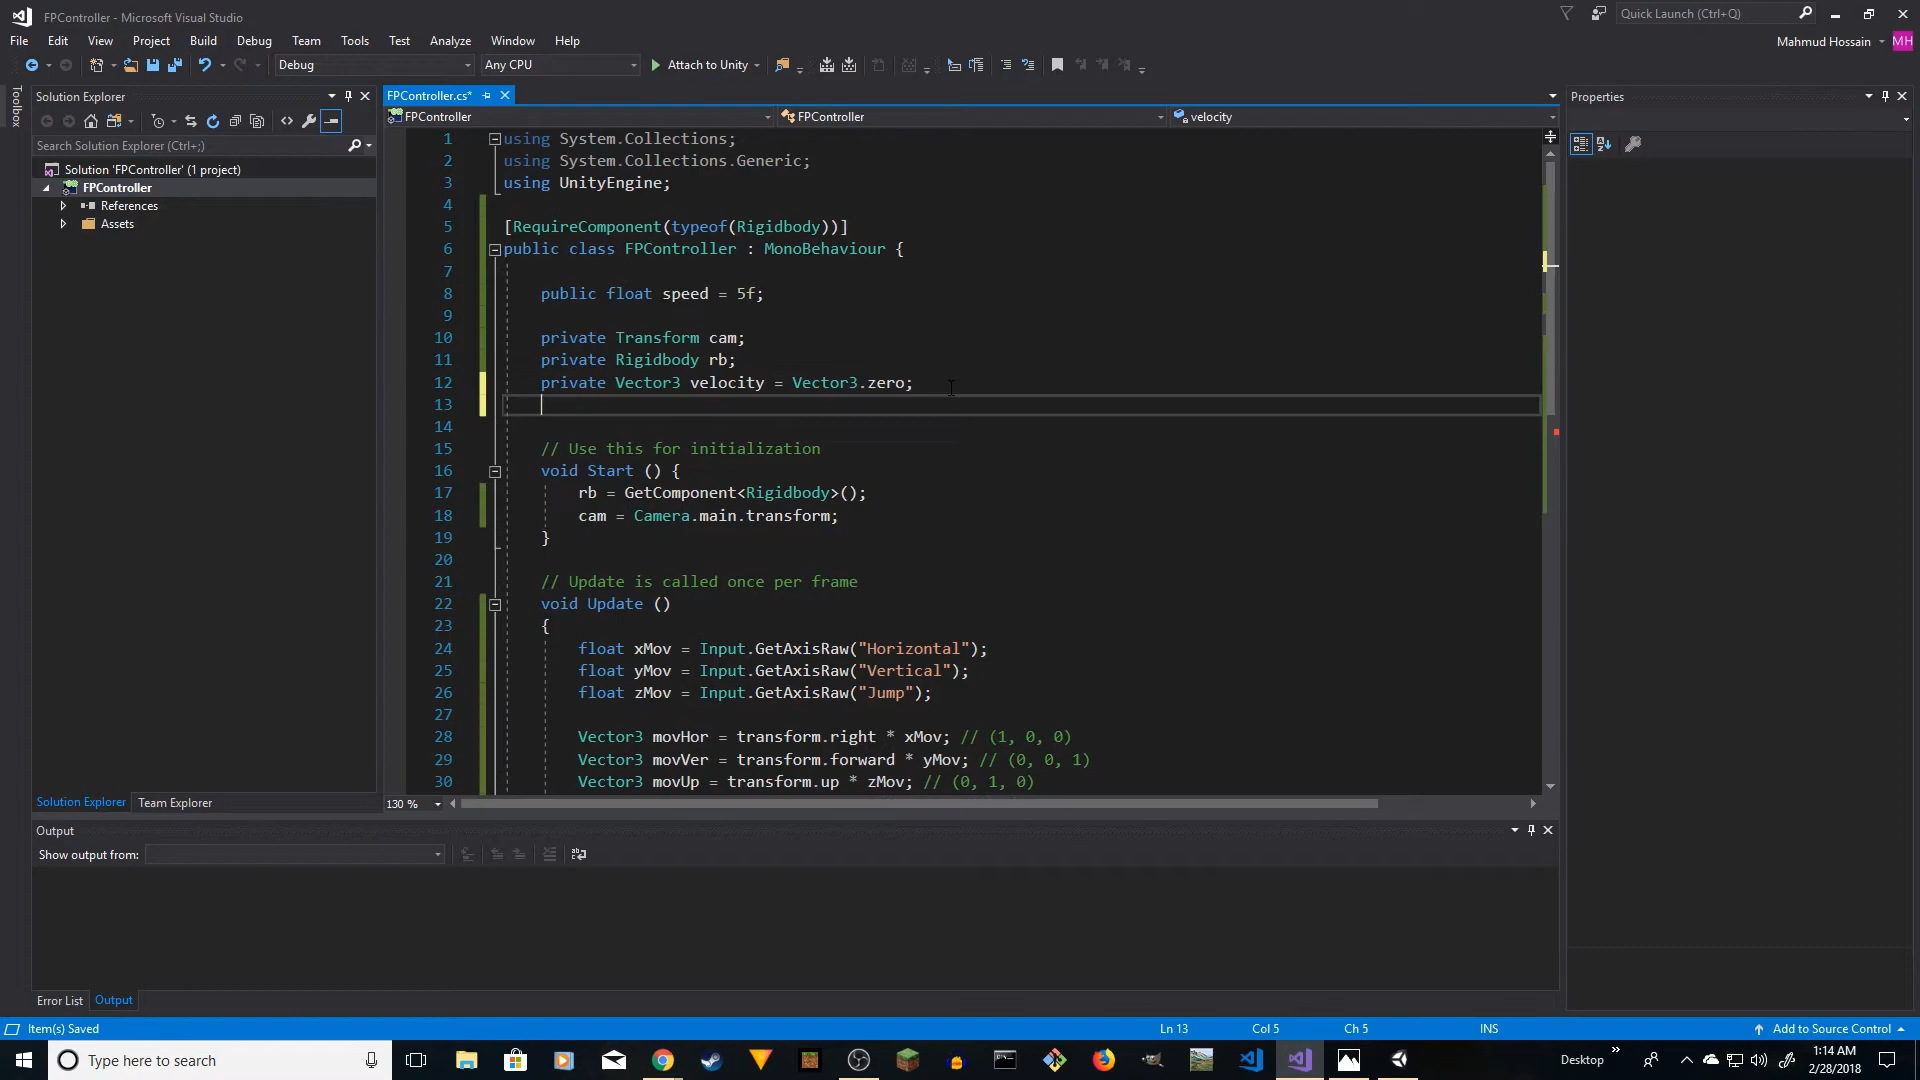 FPController - Microsoft Visual Studio
Quick Launch (Ctrl+Q)
File Edit View Project Build Debug Team Tools Test Analyze Window Help
Mahmud Hossain MH
Debug Any CPU Attach to Unity
Toolbox
Solution Explorer
Search Solution Explorer (Ctrl+;)
Solution 'FPController' (1 project)
FPController
References
Assets
Solution Explorer Team Explorer
FPController.cs*
FPController FPController velocity
1 using System.Collections;
2 using System.Collections.Generic;
3 using UnityEngine;
4
5 [RequireComponent(typeof(Rigidbody))]
6 public class FPController : MonoBehaviour {
7
8 public float speed = 5f;
9
10 private Transform cam;
11 private Rigidbody rb;
12 private Vector3 velocity = Vector3.zero;
13
14
15 // Use this for initialization
16 void Start () {
17 rb = GetComponent<Rigidbody>();
18 cam = Camera.main.transform;
19 }
20
21 // Update is called once per frame
22 void Update ()
23 {
24 float xMov = Input.GetAxisRaw("Horizontal");
25 float yMov = Input.GetAxisRaw("Vertical");
26 float zMov = Input.GetAxisRaw("Jump");
27
28 Vector3 movHor = transform.right * xMov; // (1, 0, 0)
29 Vector3 movVer = transform.forward * yMov; // (0, 0, 1)
30 Vector3 movUp = transform.up * zMov; // (0, 1, 0)
130 %
Properties
Output
Show output from:
Error List Output
Item(s) Saved Ln 13 Col 5 Ch 5 INS Add to Source Control
Type here to search
Desktop
1:14 AM
2/28/2018